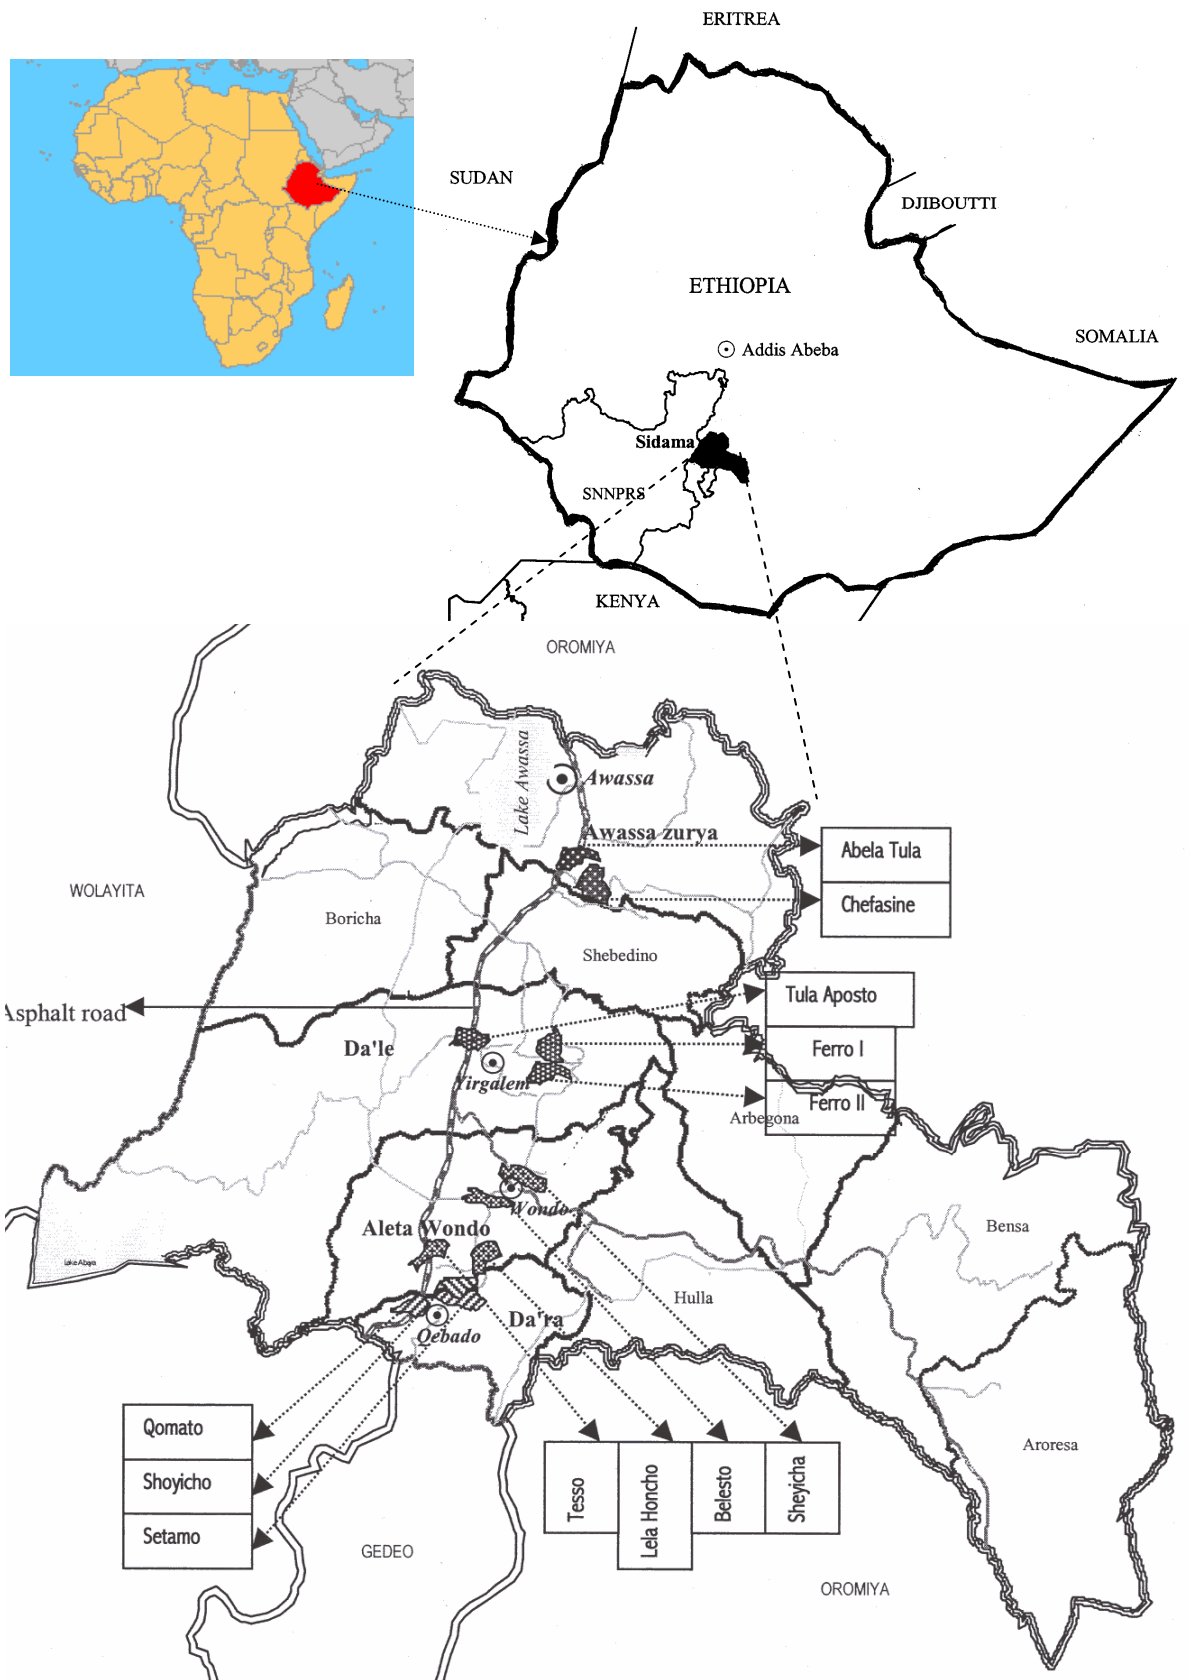 ERITREA
SUDAN
DJIBOUTTI
ETHIOPIA
SOMALIA
Addis Abeba
Sidama
SNNPRS
KENYA
OROMIYA
Lake Awassa
Awassa
Awassa zurya
Abela Tula
WOLAYITA
Chefasine
Boricha
Shebedino
Tula Aposto
Asphalt road
Da'le
Ferro I
Yirgalem
Ferro II
Arbegona
Wondo
Aleta Wondo
Bensa
Lake Abaya
Hulla
Da'ra
Qebado
Qomato
Aroresa
Shoyicho
Tesso
Lela Honcho
Belesto
Sheyicha
Setamo
GEDEO
OROMIYA